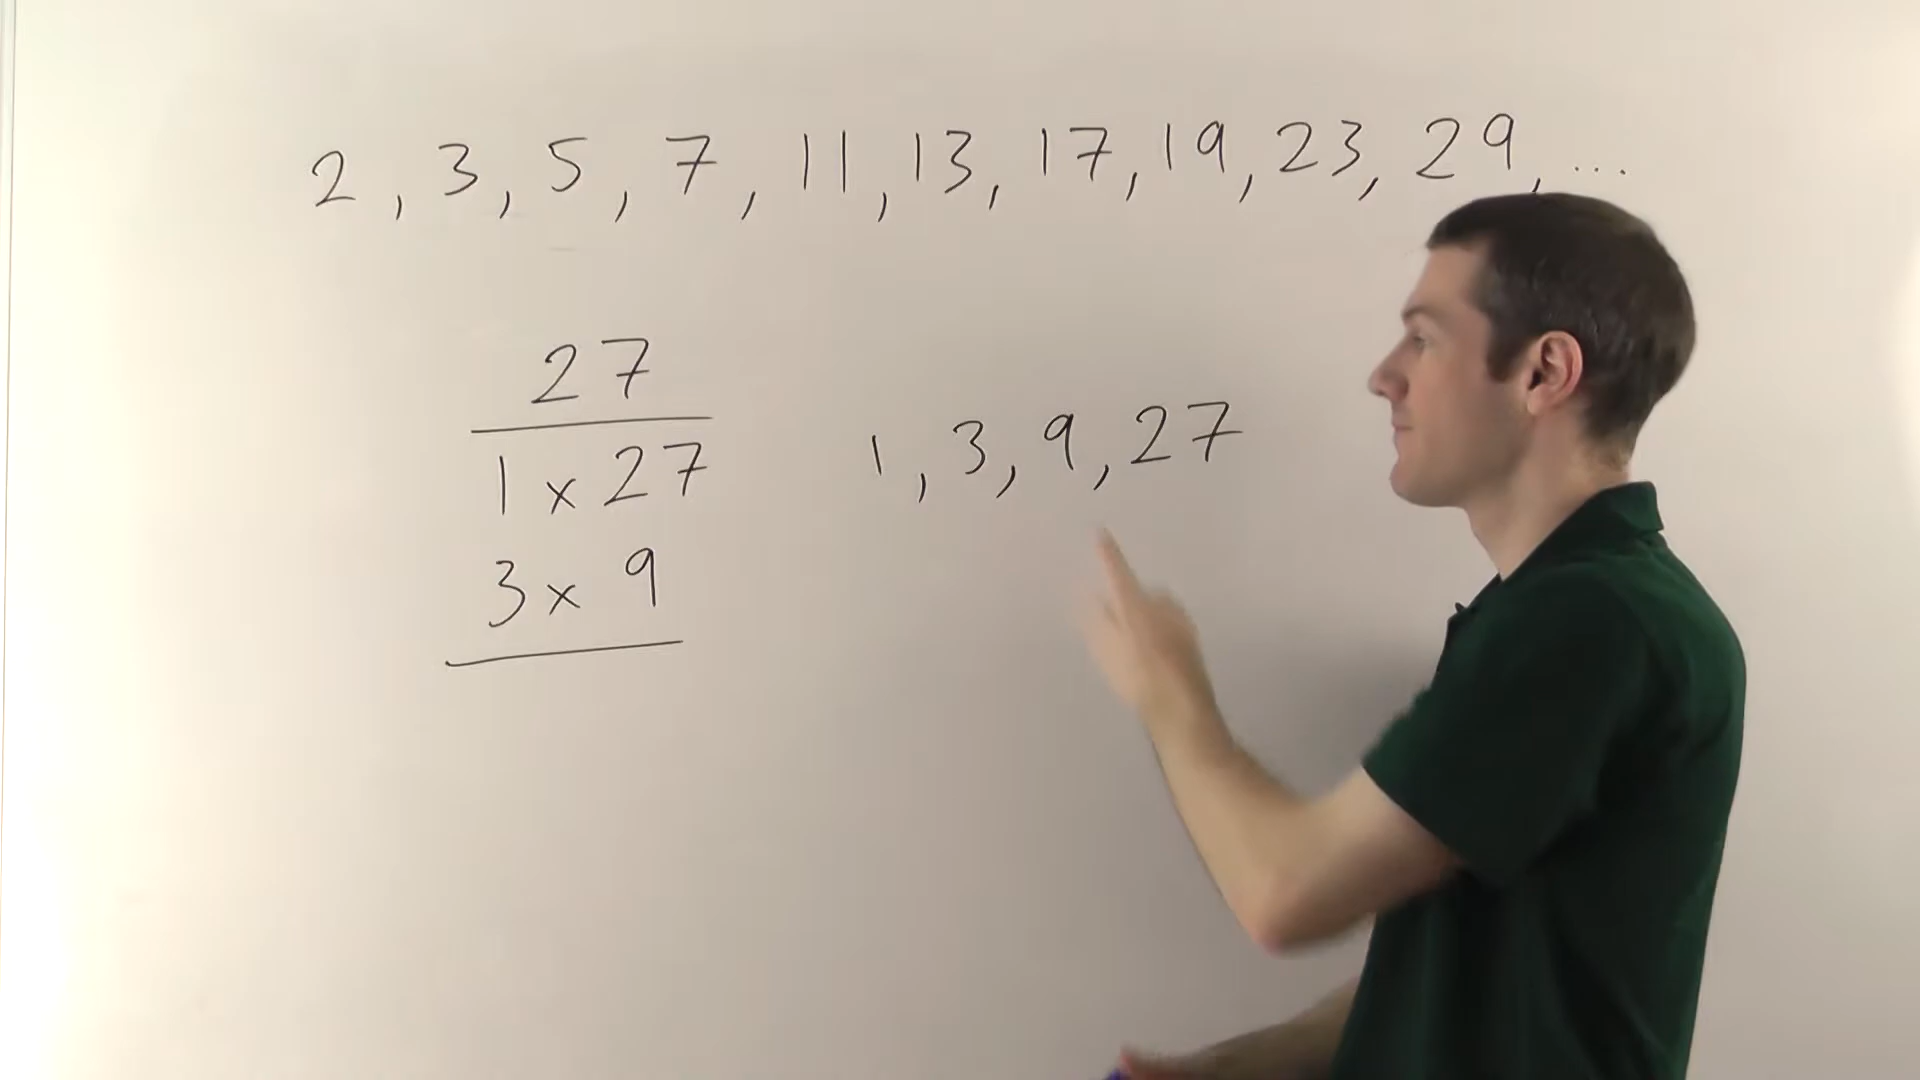 2, 3, 5, 7, 11, 13, 17, 19, 23, 29, ...
27
1 x 27
3 x 9
1, 3, 9, 27